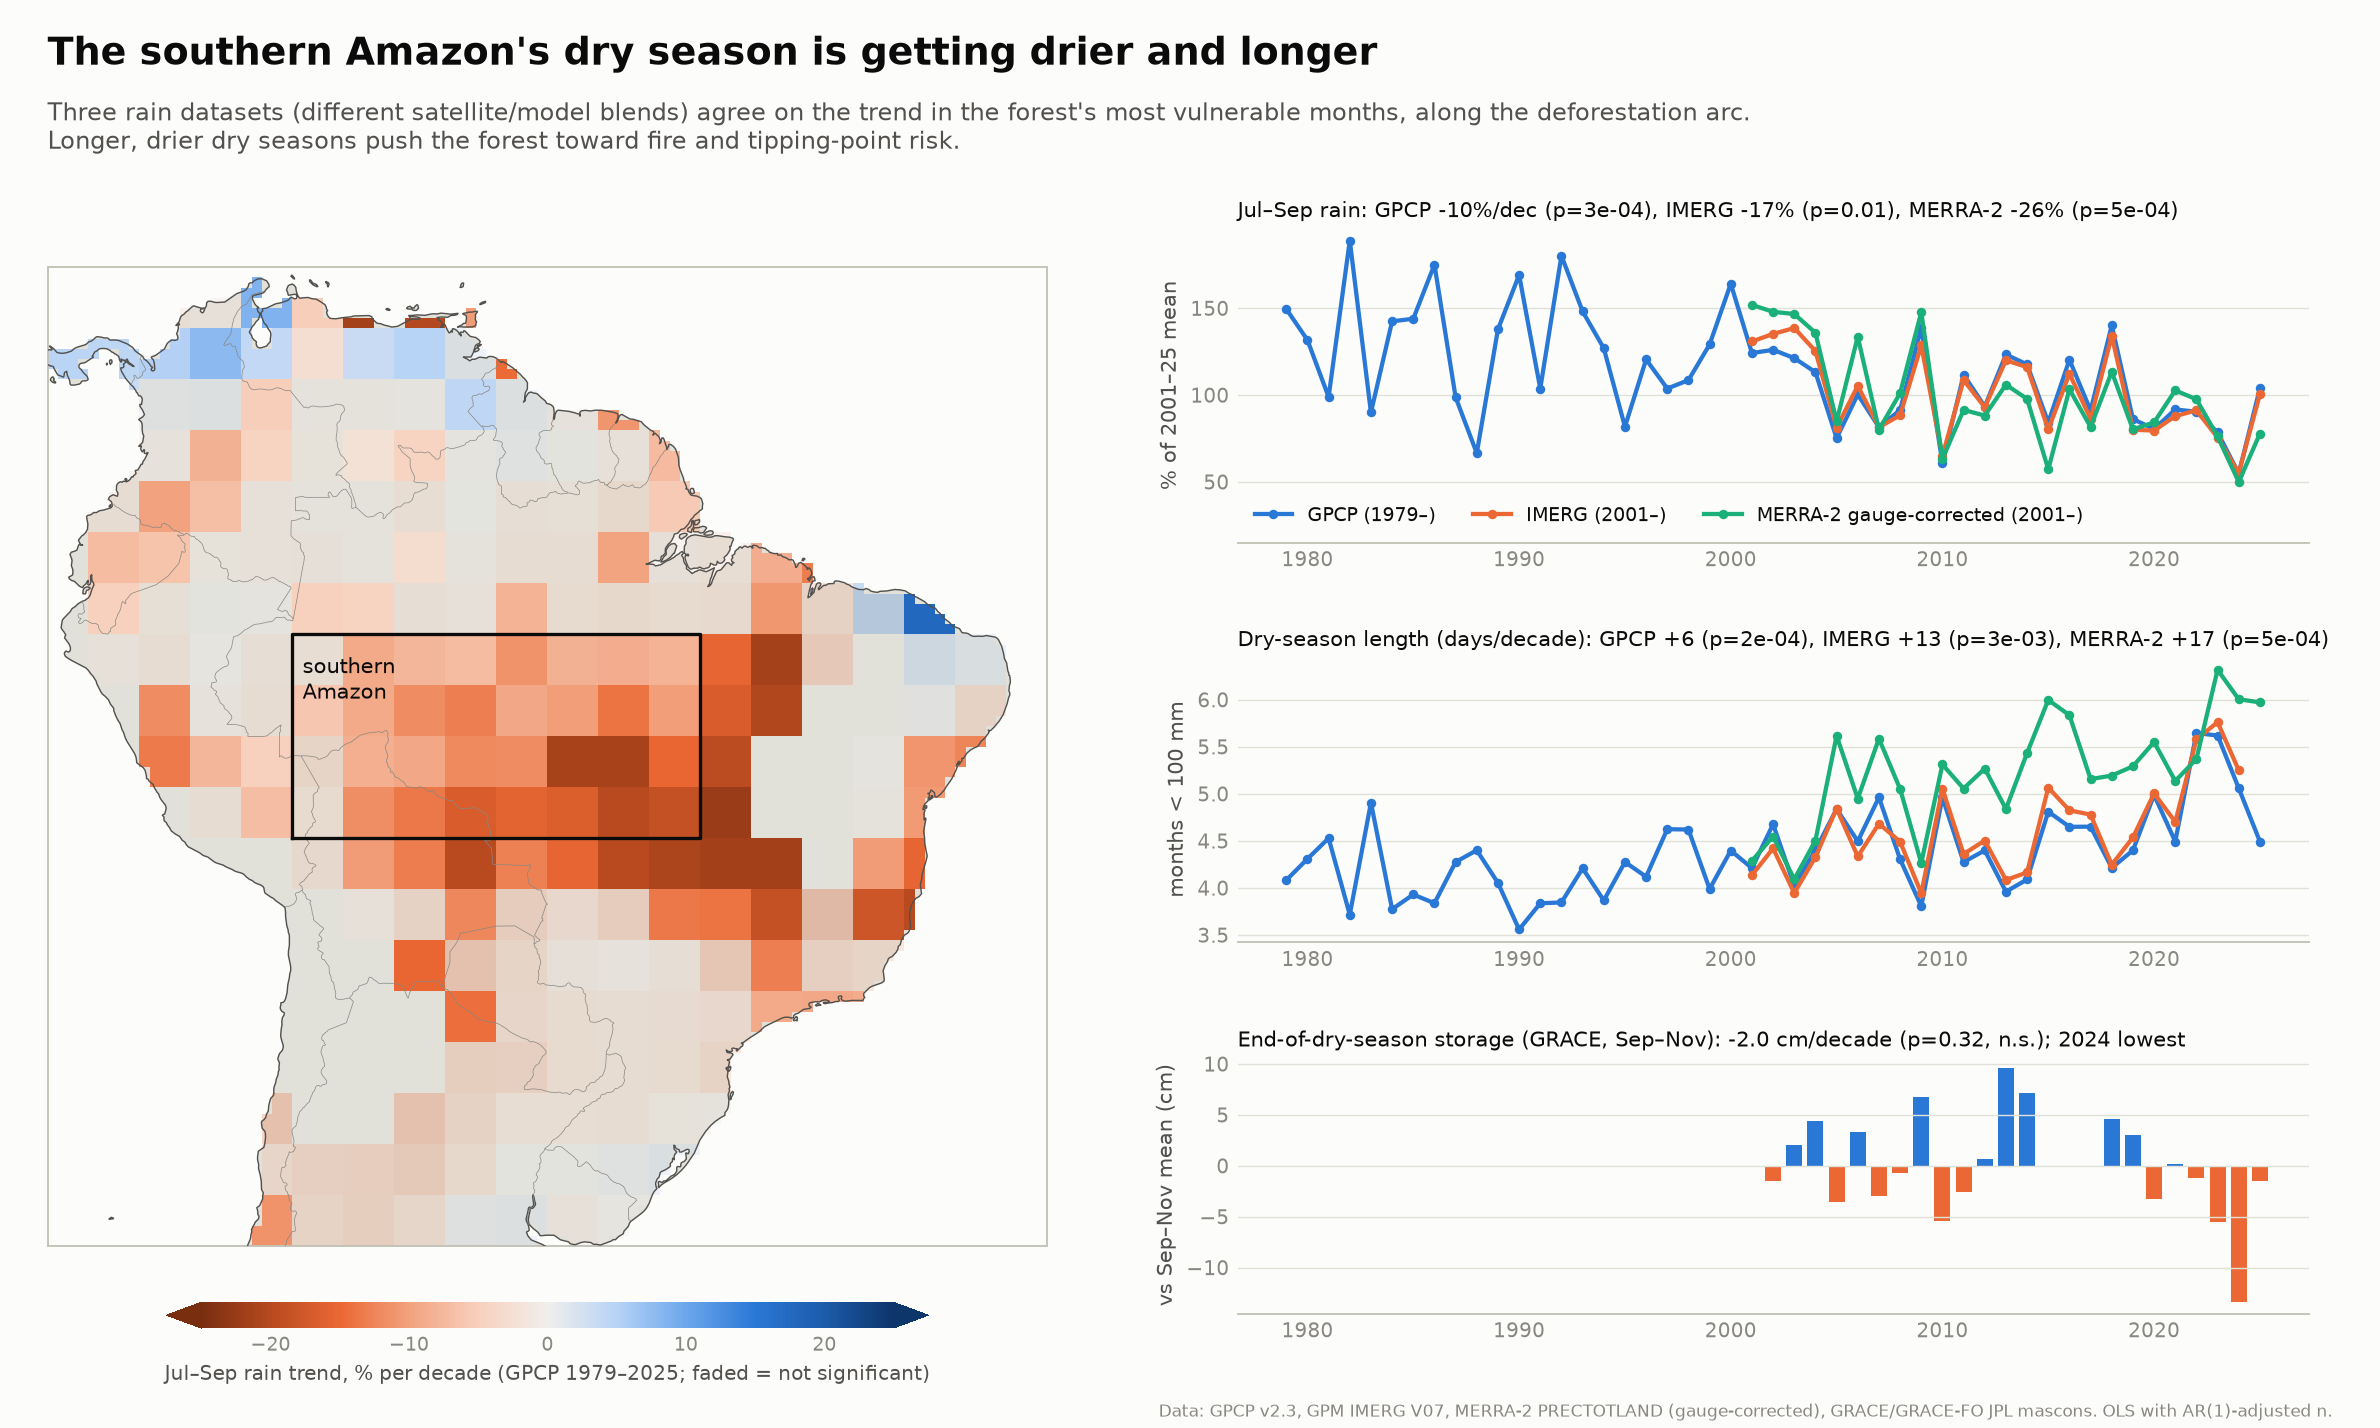 The southern Amazon's dry season is getting drier and longer
Three rain datasets (different satellite/model blends) agree on the trend in the forest's most vulnerable months, along the deforestation arc.
Longer, drier dry seasons push the forest toward fire and tipping-point risk.
southern
Amazon
−20 −10 0 10 20
Jul–Sep rain trend, % per decade (GPCP 1979–2025; faded = not significant)
Jul–Sep rain: GPCP -10%/dec (p=3e-04), IMERG -17% (p=0.01), MERRA-2 -26% (p=5e-04)
% of 2001–25 mean
150
100
50
GPCP (1979–) IMERG (2001–) MERRA-2 gauge-corrected (2001–)
1980 1990 2000 2010 2020
Dry-season length (days/decade): GPCP +6 (p=2e-04), IMERG +13 (p=3e-03), MERRA-2 +17 (p=5e-04)
months < 100 mm
6.0
5.5
5.0
4.5
4.0
3.5
1980 1990 2000 2010 2020
End-of-dry-season storage (GRACE, Sep–Nov): -2.0 cm/decade (p=0.32, n.s.); 2024 lowest
vs Sep–Nov mean (cm)
10
5
0
−5
−10
1980 1990 2000 2010 2020
Data: GPCP v2.3, GPM IMERG V07, MERRA-2 PRECTOTLAND (gauge-corrected), GRACE/GRACE-FO JPL mascons. OLS with AR(1)-adjusted n.